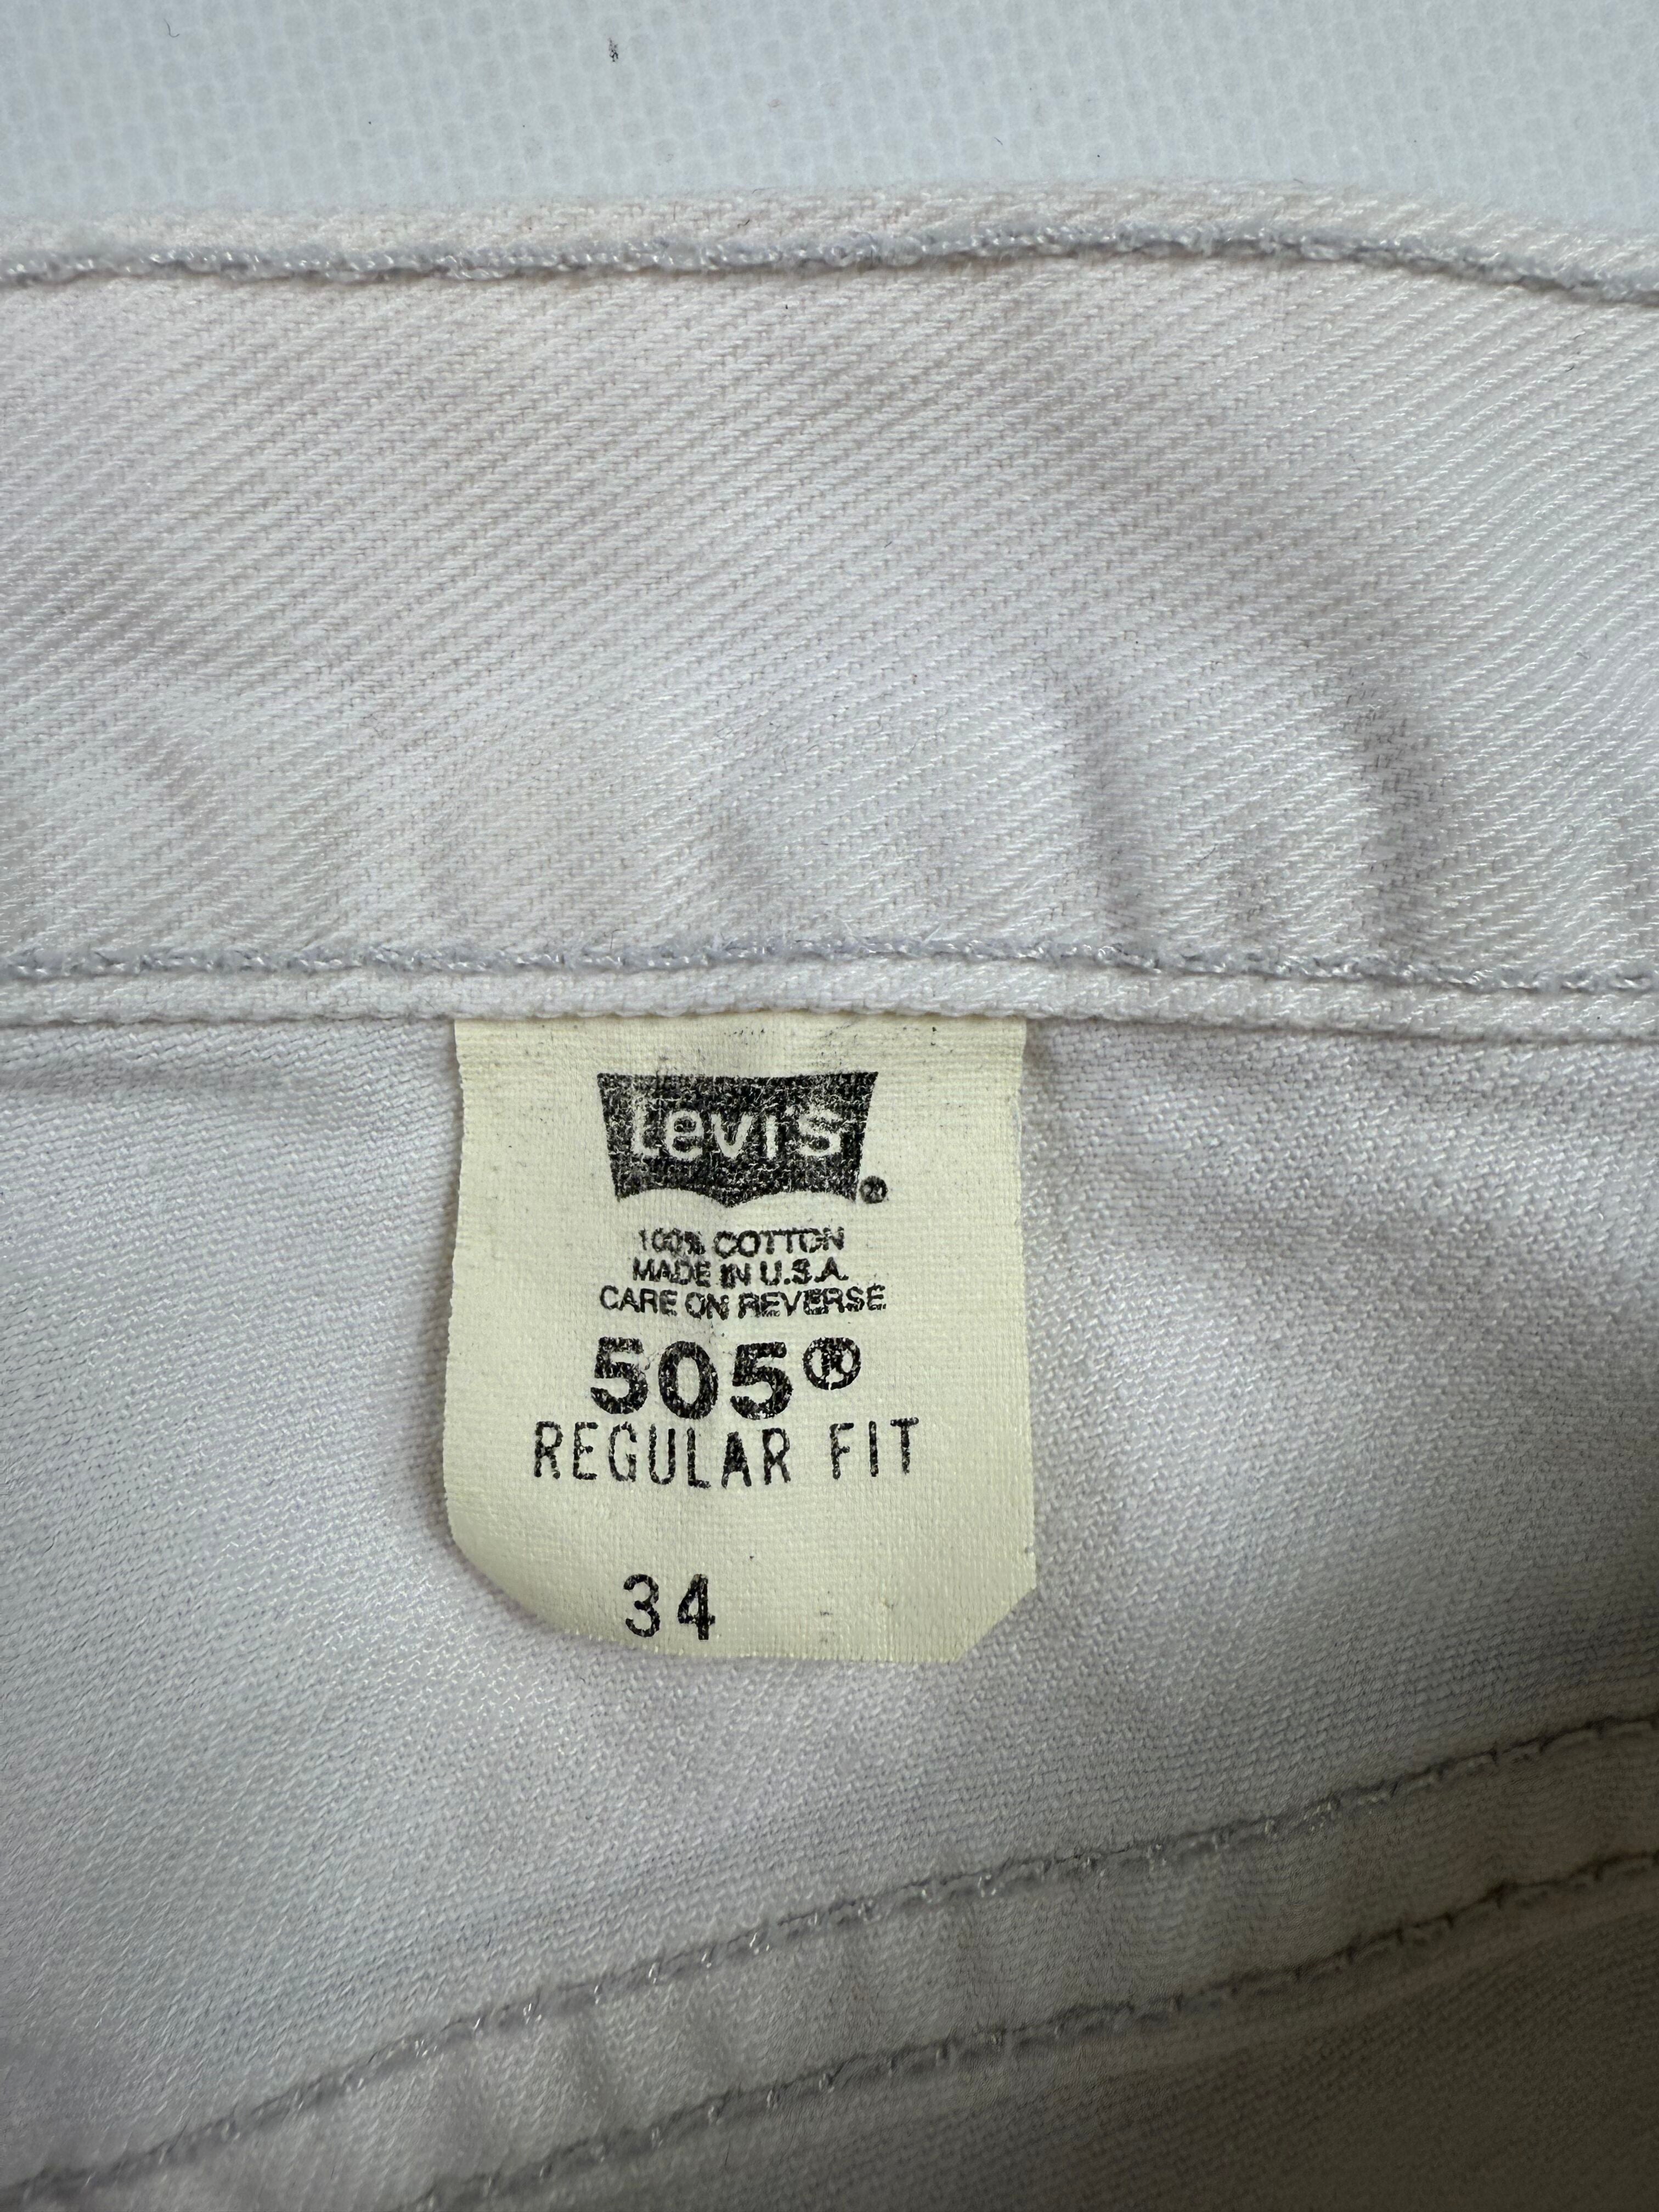 Levi's®
100% COTTON
MADE IN U.S.A.
CARE ON REVERSE
505®
REGULAR FIT
34